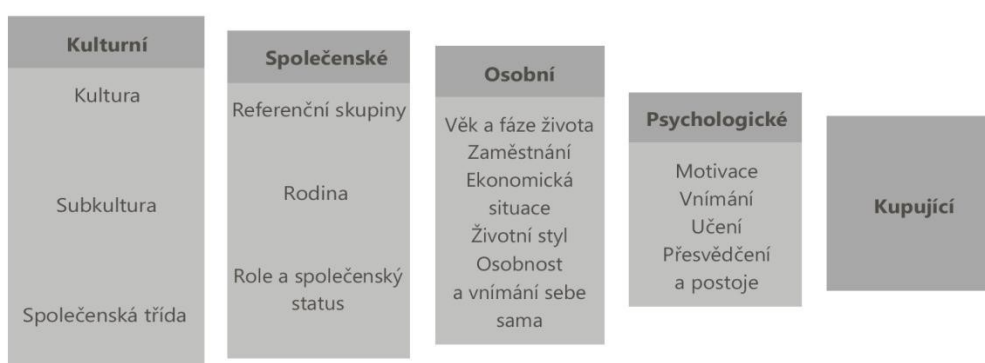 Kulturní
Kultura
Subkultura
Společenská třída
Společenské
Referenční skupiny
Rodina
Role a společenský
status
Osobní
Věk a fáze života
Zaměstnání
Ekonomická
situace
Životní styl
Osobnost
a vnímání sebe
sama
Psychologické
Motivace
Vnímání
Učení
Přesvědčení
a postoje
Kupující